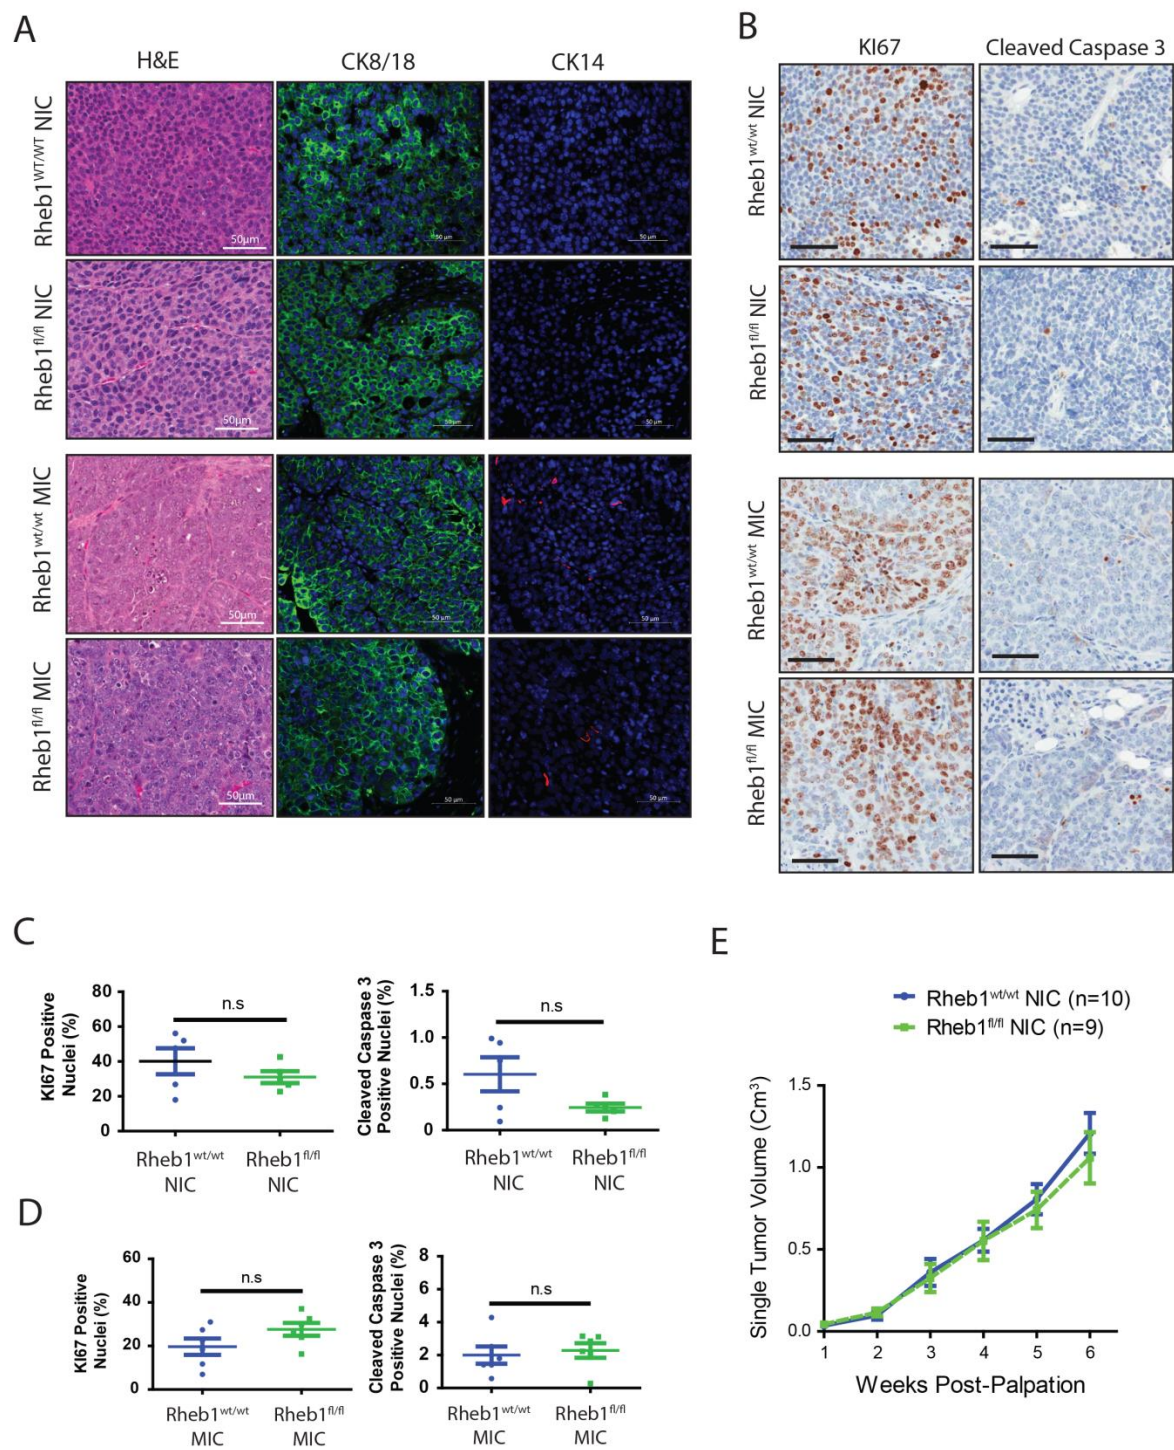 A
H&E CK8/18 CK14
Rheb1WT/WT NIC
50μm 50 μm 50 μm
Rheb1fl/fl NIC
50μm 50 μm 50 μm
Rheb1wt/wt MIC
50μm 50 μm 50 μm
Rheb1fl/fl MIC
50μm 50 μm 50 μm
B
KI67 Cleaved Caspase 3
Rheb1wt/wt NIC
Rheb1fl/fl NIC
Rheb1wt/wt MIC
Rheb1fl/fl MIC
C
KI67 Positive
Nuclei (%)
80
60
40
20
0
n.s
Rheb1wt/wt Rheb1fl/fl
NIC NIC
Cleaved Caspase 3
Positive Nuclei (%)
1.5
1.0
0.5
0
n.s
Rheb1wt/wt Rheb1fl/fl
NIC NIC
D
KI67 Positive
Nuclei (%)
60
40
20
0
n.s
Rheb1wt/wt Rheb1fl/fl
MIC MIC
Cleaved Caspase 3
Positive Nuclei (%)
8
6
4
2
0
n.s
Rheb1wt/wt Rheb1fl/fl
MIC MIC
E
Rheb1wt/wt NIC (n=10)
Rheb1fl/fl NIC (n=9)
Single Tumor Volume (Cm3)
1.5
1.0
0.5
0.0
1 2 3 4 5 6
Weeks Post-Palpation